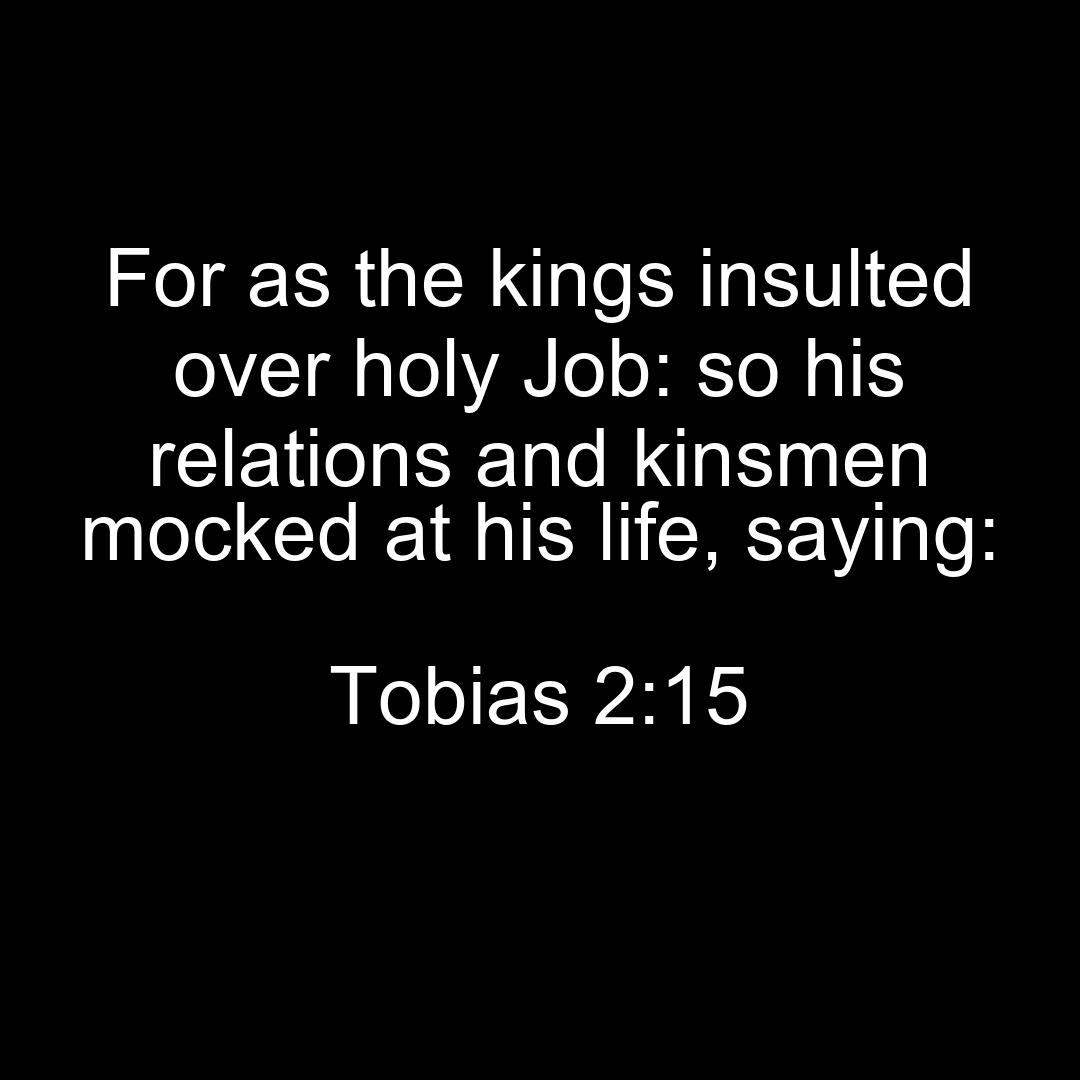 For as the kings insulted
over holy Job: so his
relations and kinsmen
mocked at his life, saying:
Tobias 2:15